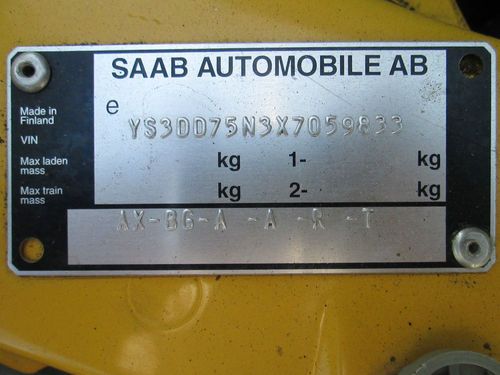 SAAB AUTOMOBILE AB
e
Made in
Finland
YS3DD75N3X7059833
VIN
Max laden
mass
kg 1- kg
Max train
mass
kg 2- kg
AX-BG-A -A -R -T